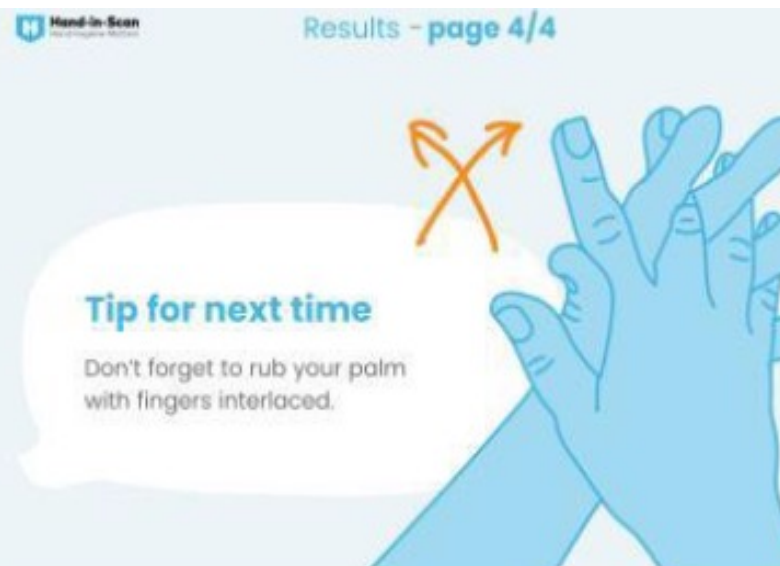 Hand-in-Scan
Results - page 4/4
Tip for next time
Don't forget to rub your palm
with fingers interlaced.